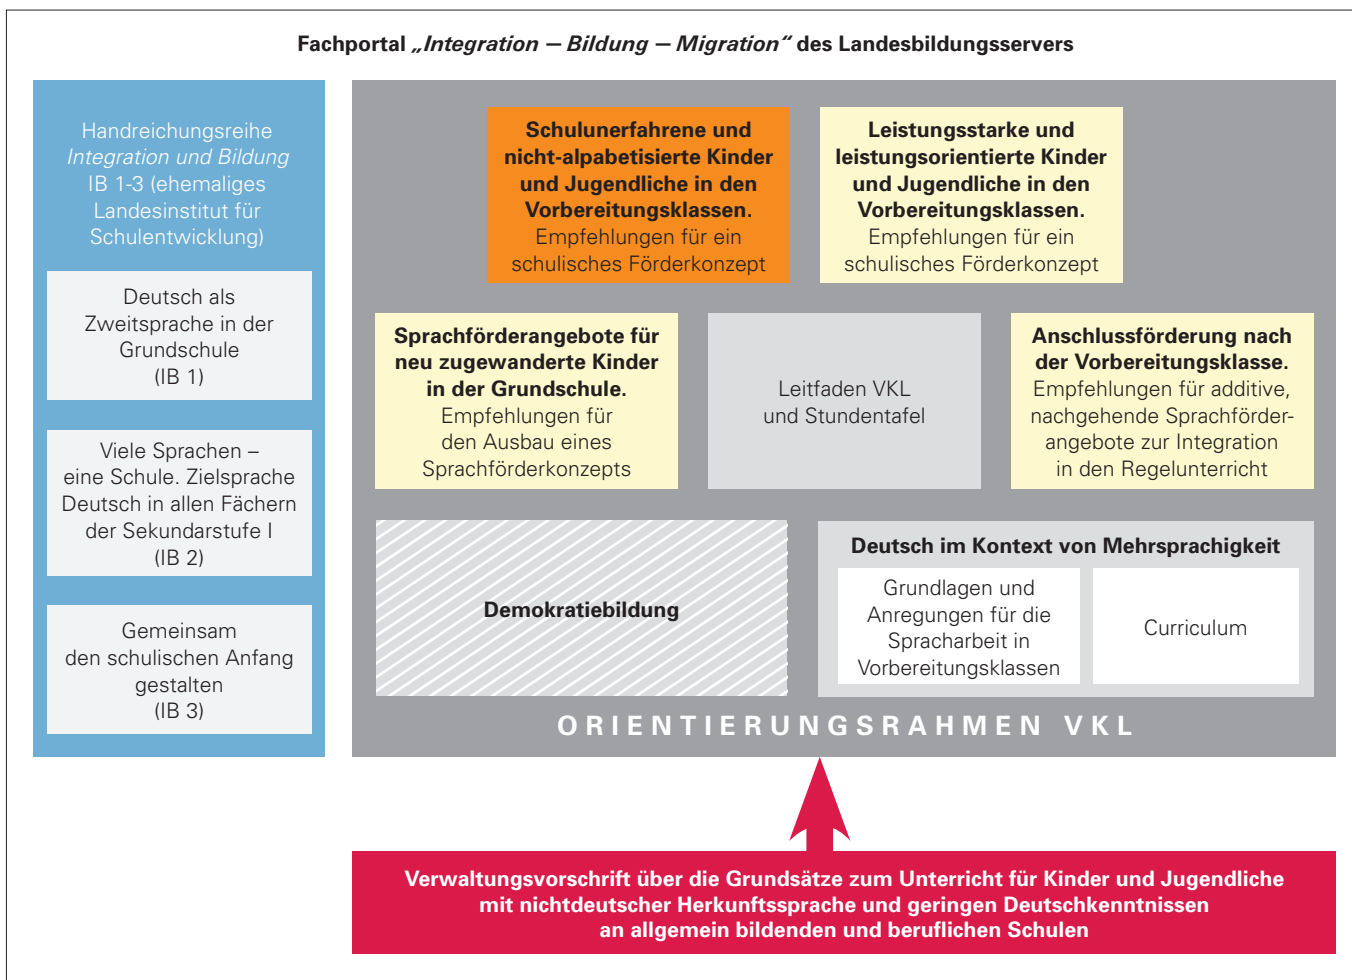 Fachportal „Integration – Bildung – Migration“ des Landesbildungsservers
Handreichungsreihe
Integration und Bildung
IB 1-3 (ehemaliges
Landesinstitut für
Schulentwicklung)
Deutsch als
Zweitsprache in der
Grundschule
(IB 1)
Viele Sprachen –
eine Schule. Zielsprache
Deutsch in allen Fächern
der Sekundarstufe I
(IB 2)
Gemeinsam
den schulischen Anfang
gestalten
(IB 3)
Schulunerfahrene und
nicht-alpabetisierte Kinder
und Jugendliche in den
Vorbereitungsklassen.
Empfehlungen für ein
schulisches Förderkonzept
Leistungsstarke und
leistungsorientierte Kinder
und Jugendliche in den
Vorbereitungsklassen.
Empfehlungen für ein
schulisches Förderkonzept
Sprachförderangebote für
neu zugewanderte Kinder
in der Grundschule.
Empfehlungen für
den Ausbau eines
Sprachförderkonzepts
Leitfaden VKL
und Stundentafel
Anschlussförderung nach
der Vorbereitungsklasse.
Empfehlungen für additive,
nachgehende Sprachförder-
angebote zur Integration
in den Regelunterricht
Demokratiebildung
Deutsch im Kontext von Mehrsprachigkeit
Grundlagen und
Anregungen für die
Spracharbeit in
Vorbereitungsklassen
Curriculum
ORIENTIERUNGSRAHMEN VKL
Verwaltungsvorschrift über die Grundsätze zum Unterricht für Kinder und Jugendliche
mit nichtdeutscher Herkunftssprache und geringen Deutschkenntnissen
an allgemein bildenden und beruflichen Schulen